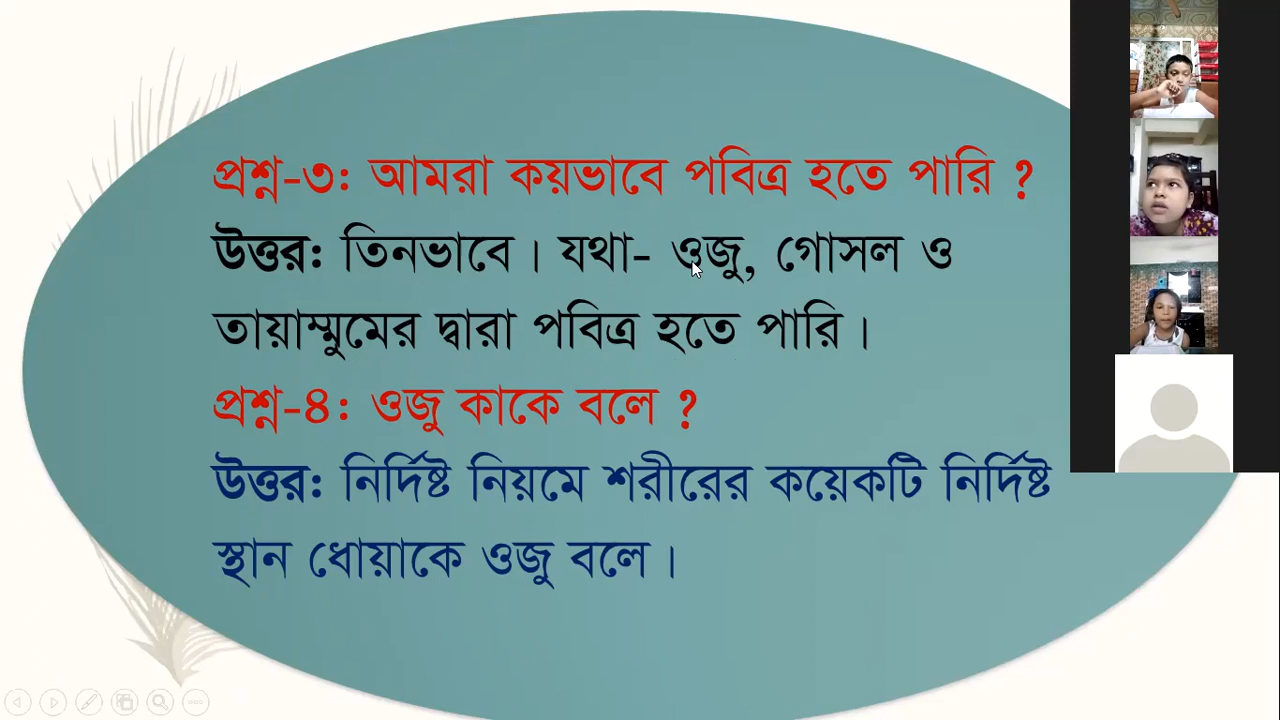 প্রশ্ন-৩: আমরা কয়ভাবে পবিত্র হতে পারি ?
উত্তর: তিনভাবে। যথা- ওজু, গোসল ও
তায়াম্মুমের দ্বারা পবিত্র হতে পারি।
প্রশ্ন-৪: ওজু কাকে বলে ?
উত্তর: নির্দিষ্ট নিয়মে শরীরের কয়েকটি নির্দিষ্ট
স্থান ধোয়াকে ওজু বলে।